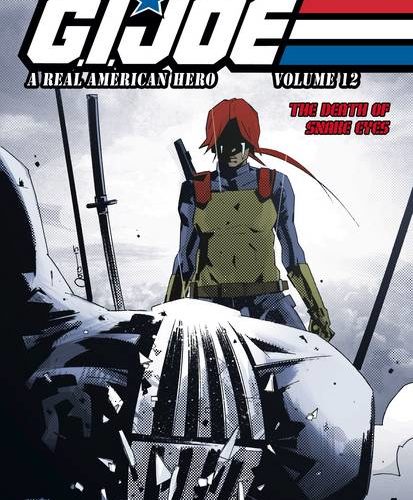 G.I.JOE
A REAL AMERICAN HERO VOLUME 12
THE DEATH OF
SNAKE EYES